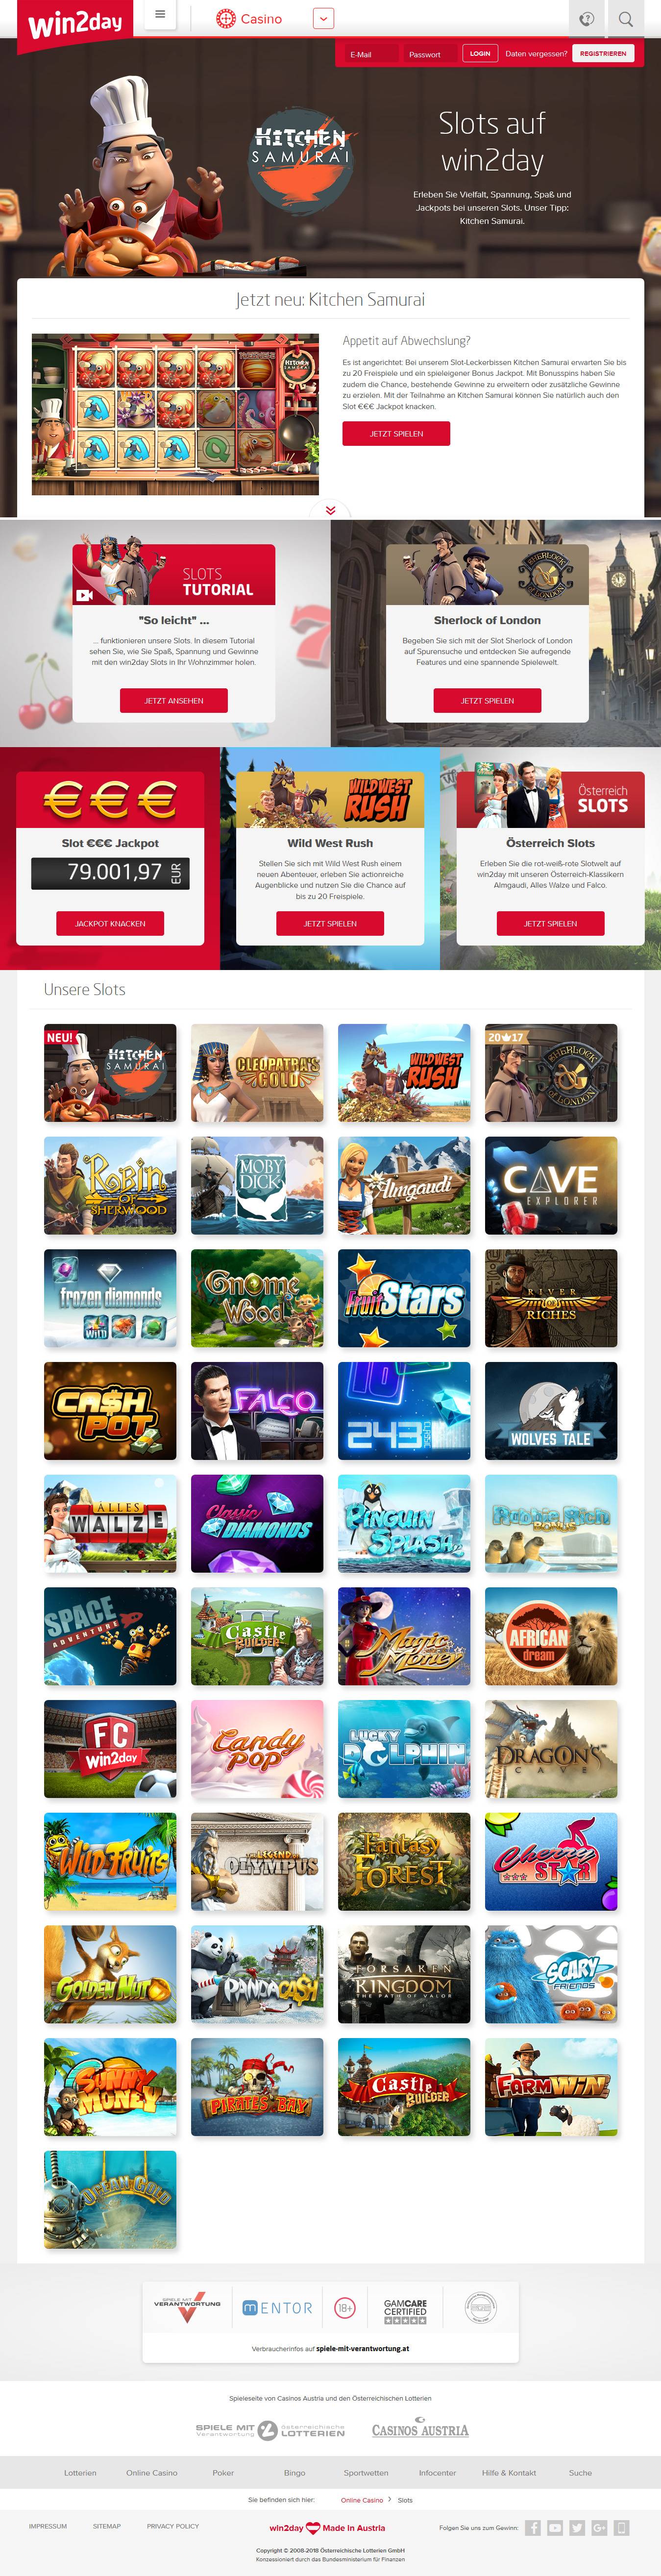 win2day
Casino
E-Mail
Passwort
LOGIN
Daten vergessen?
REGISTRIEREN
KITCHEN
SAMURAI
Slots auf
win2day
Erleben Sie Vielfalt, Spannung, Spaß und
Jackpots bei unseren Slots. Unser Tipp:
Kitchen Samurai.
Jetzt neu: Kitchen Samurai
Appetit auf Abwechslung?
Es ist angerichtet: Bei unserem Slot-Leckerbissen Kitchen Samurai erwarten Sie bis
zu 20 Freispiele und ein spieleigener Bonus Jackpot. Mit Bonusspins haben Sie
zudem die Chance, bestehende Gewinne zu erweitern oder zusätzliche Gewinne
zu erzielen. Mit der Teilnahme an Kitchen Samurai können Sie natürlich auch den
Slot €€€ Jackpot knacken.
JETZT SPIELEN
SLOTS
TUTORIAL
"So leicht" ...
... funktionieren unsere Slots. In diesem Tutorial
sehen Sie, wie Sie Spaß, Spannung und Gewinne
mit den win2day Slots in Ihr Wohnzimmer holen.
JETZT ANSEHEN
SHERLOCK
OF LONDON
Sherlock of London
Begeben Sie sich mit der Slot Sherlock of London
auf Spurensuche und entdecken Sie aufregende
Features und eine spannende Spielewelt.
JETZT SPIELEN
€€€
Slot €€€ Jackpot
79.001,97 EUR
JACKPOT KNACKEN
WILD WEST
RUSH
Wild West Rush
Stellen Sie sich mit Wild West Rush einem
neuen Abenteuer, erleben Sie actionreiche
Augenblicke und nutzen Sie die Chance auf
bis zu 20 Freispiele.
JETZT SPIELEN
Österreich
SLOTS
Österreich Slots
Erleben Sie die rot-weiß-rote Slotwelt auf
win2day mit unseren Österreich-Klassikern
Almgaudi, Alles Walze und Falco.
JETZT SPIELEN
Unsere Slots
NEU!
KITCHEN
SAMURAI
CLEOPATRA'S
GOLD
WILD WEST
RUSH
2017
SHERLOCK
OF LONDON
Robin
OF
SHERWOOD
MOBY
DICK
Almgaudi
CAVE
EXPLORER
frozen diamonds
WILD
Gnome
Wood
Fruit Stars
RIVER
OF
RICHES
CA$H
POT
FALCO
243
WOLVES TALE
ALLES
WALZE
Classic
DIAMONDS
PINGUIN
SPLASH
SPACE
ADVENTURE
Castle
BUILDER
II
Magic
Money
AFRICAN
dream
FC
win2day
Candy
POP
LUCKY
DOLPHIN
DRAGON'S
CAVE
Wild Fruits
THE LEGEND OF
OLYMPUS
Fantasy
FOREST
Cherry
STAR
GOLDEN NUT
PANDACA$H
FORSAKEN
KINGDOM
THE PATH OF VALOR
SCARY
FRIENDS
SUNNY
MONEY
PIRATES BAY
Castle
BUILDER
FARMWIN
OCEAN GOLD
SPIELE MIT
VERANTWORTUNG
MENTOR
18+
GAMCARE
CERTIFIED
Verbraucherinfos auf spiele-mit-verantwortung.at
Spieleseite von Casinos Austria und den Österreichischen Lotterien
SPIELE MIT
Verantwortung
österreichische
LOTTERIEN
CASINOS AUSTRIA
Lotterien
Online Casino
Poker
Bingo
Sportwetten
Infocenter
Hilfe & Kontakt
Suche
Sie befinden sich hier:
Online Casino > Slots
IMPRESSUM
SITEMAP
PRIVACY POLICY
win2day Made in Austria
Folgen Sie uns zum Gewinn:
Copyright © 2008-2018 Österreichische Lotterien GmbH
Konzessioniert durch das Bundesministerium für Finanzen